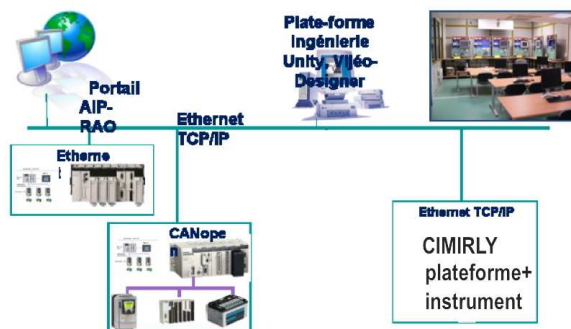 Plate-forme
ingénierie
Unity Vijéo-
Designer
Portail
AIP-
RAO
Ethernet
TCP/IP
Etherne
CANope
n
Ethernet TCP/IP
CIMIRLY
plateforme+
instrument